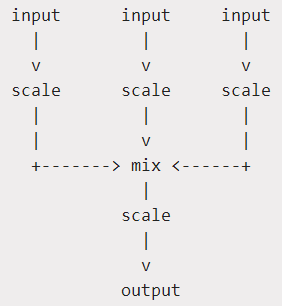 input    input   input
  |        |       |
  v        v       v
scale    scale   scale
  |        |       |
  |        v       |
  +-------> mix <------+
           |
         scale
           |
           v
         output